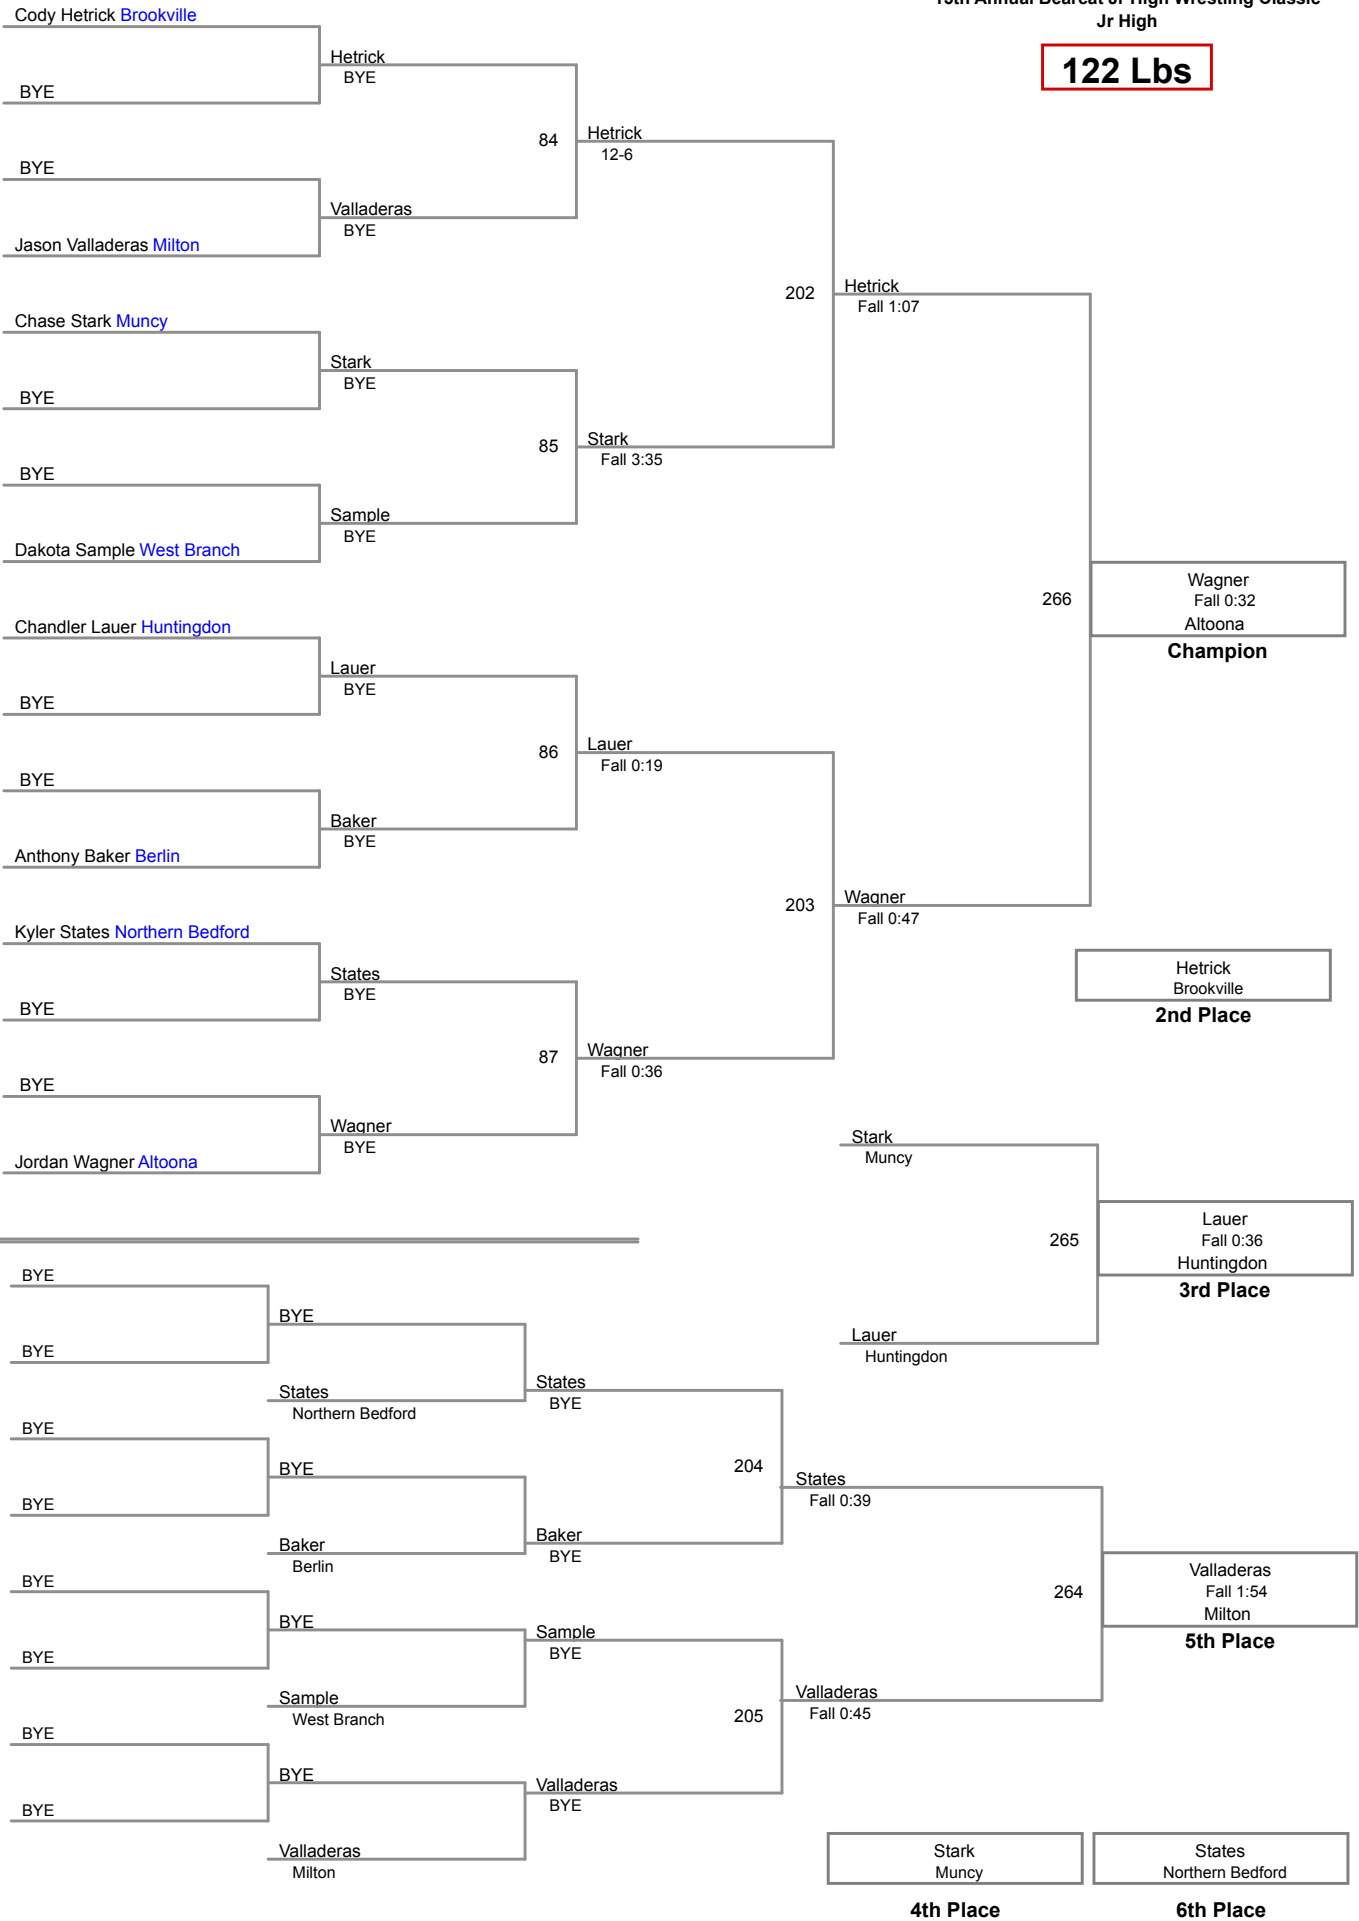 Jr High
122 Lbs
Cody Hetrick Brookville
BYE
BYE
Jason Valladeras Milton
Chase Stark Muncy
BYE
BYE
Dakota Sample West Branch
Chandler Lauer Huntingdon
BYE
BYE
Anthony Baker Berlin
Kyler States Northern Bedford
BYE
BYE
Jordan Wagner Altoona
Hetrick
BYE
Valladeras
BYE
Stark
BYE
Sample
BYE
Lauer
BYE
Baker
BYE
States
BYE
Wagner
BYE
84
Hetrick
12-6
85
Stark
Fall 3:35
86
Lauer
Fall 0:19
87
Wagner
Fall 0:36
202
Hetrick
Fall 1:07
203
Wagner
Fall 0:47
266
Wagner
Fall 0:32
Altoona
Champion
Hetrick
Brookville
2nd Place
Stark
Muncy
265
Lauer
Huntingdon
Lauer
Fall 0:36
Huntingdon
3rd Place
BYE
BYE
BYE
BYE
BYE
BYE
BYE
BYE
BYE
States
Northern Bedford
BYE
Baker
Berlin
BYE
Sample
West Branch
BYE
Valladeras
Milton
States
BYE
204
Baker
BYE
Sample
BYE
205
Valladeras
BYE
States
Fall 0:39
264
Valladeras
Fall 0:45
Valladeras
Fall 1:54
Milton
5th Place
Stark
Muncy
4th Place
States
Northern Bedford
6th Place